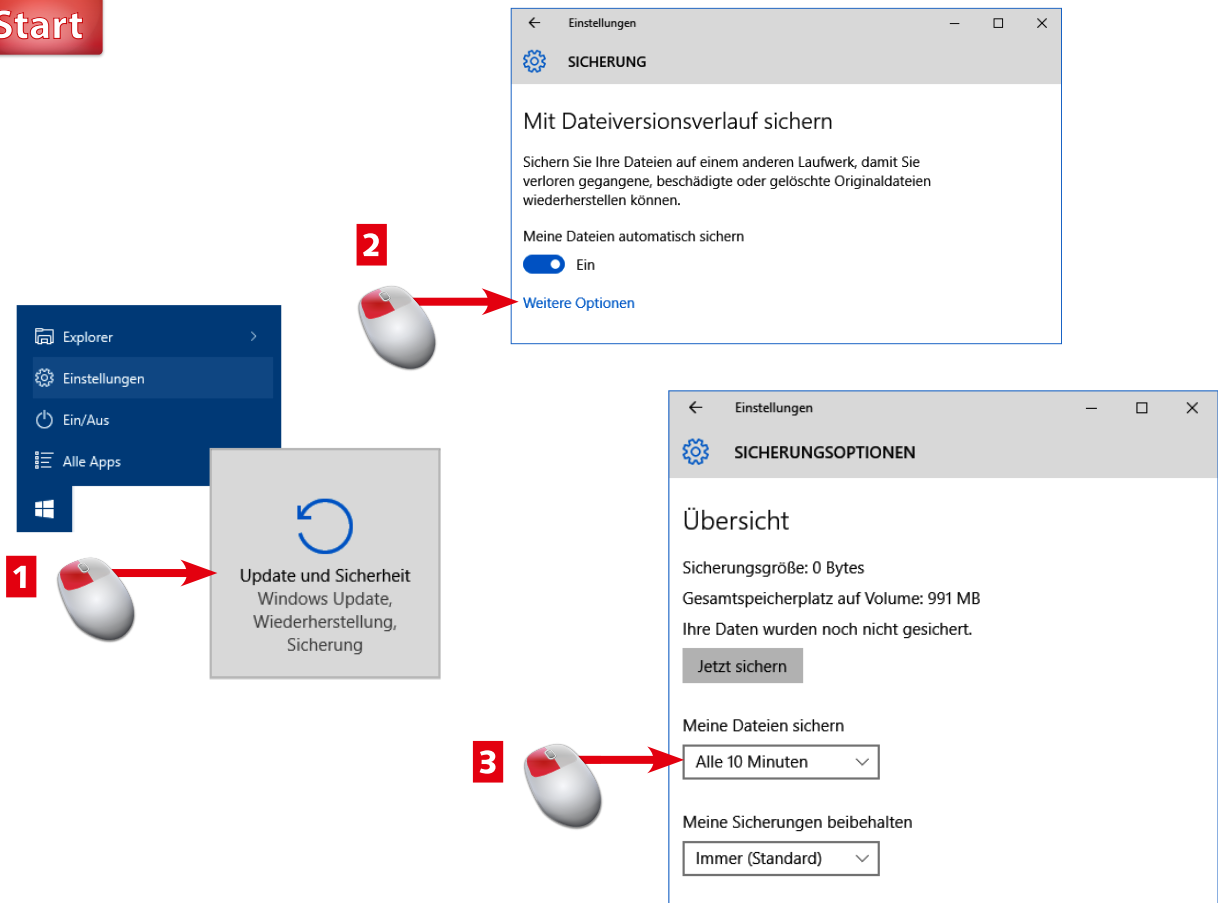 Start
Einstellungen
SICHERUNG
Mit Dateiversionsverlauf sichern
Sichern Sie Ihre Dateien auf einem anderen Laufwerk, damit Sie
verloren gegangene, beschädigte oder gelöschte Originaldateien
wiederherstellen können.
Meine Dateien automatisch sichern
Ein
Weitere Optionen
2
Explorer
Einstellungen
Ein/Aus
Alle Apps
1
Update und Sicherheit
Windows Update,
Wiederherstellung,
Sicherung
Einstellungen
SICHERUNGSOPTIONEN
Übersicht
Sicherungsgröße: 0 Bytes
Gesamtspeicherplatz auf Volume: 991 MB
Ihre Daten wurden noch nicht gesichert.
Jetzt sichern
Meine Dateien sichern
3
Alle 10 Minuten
Meine Sicherungen beibehalten
Immer (Standard)